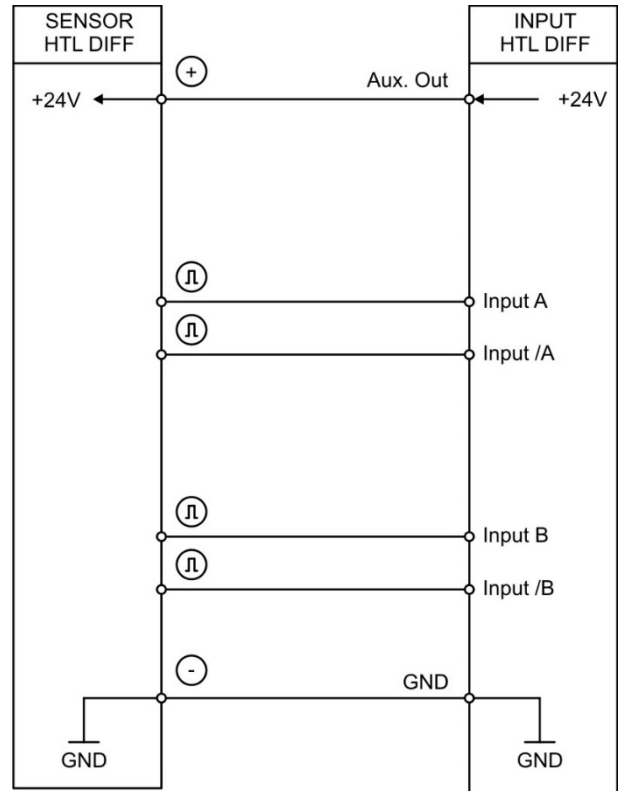 SENSOR
HTL DIFF
INPUT
HTL DIFF
+
Aux. Out
+24V
+24V
Input A
Input /A
Input B
Input /B
-
GND
GND
GND